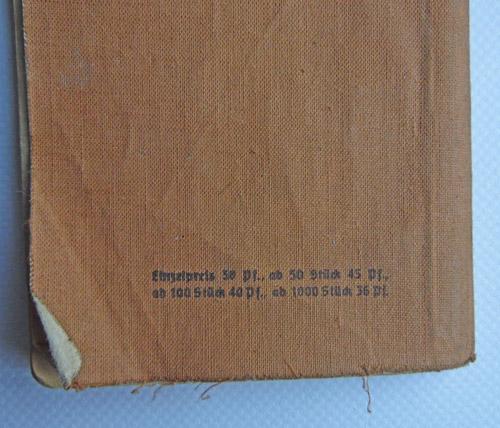 Einzelpreis 50 Pf., ab 50 Stück 45 Pf.,
ab 100 Stück 40 Pf., ab 1000 Stück 36 Pf.